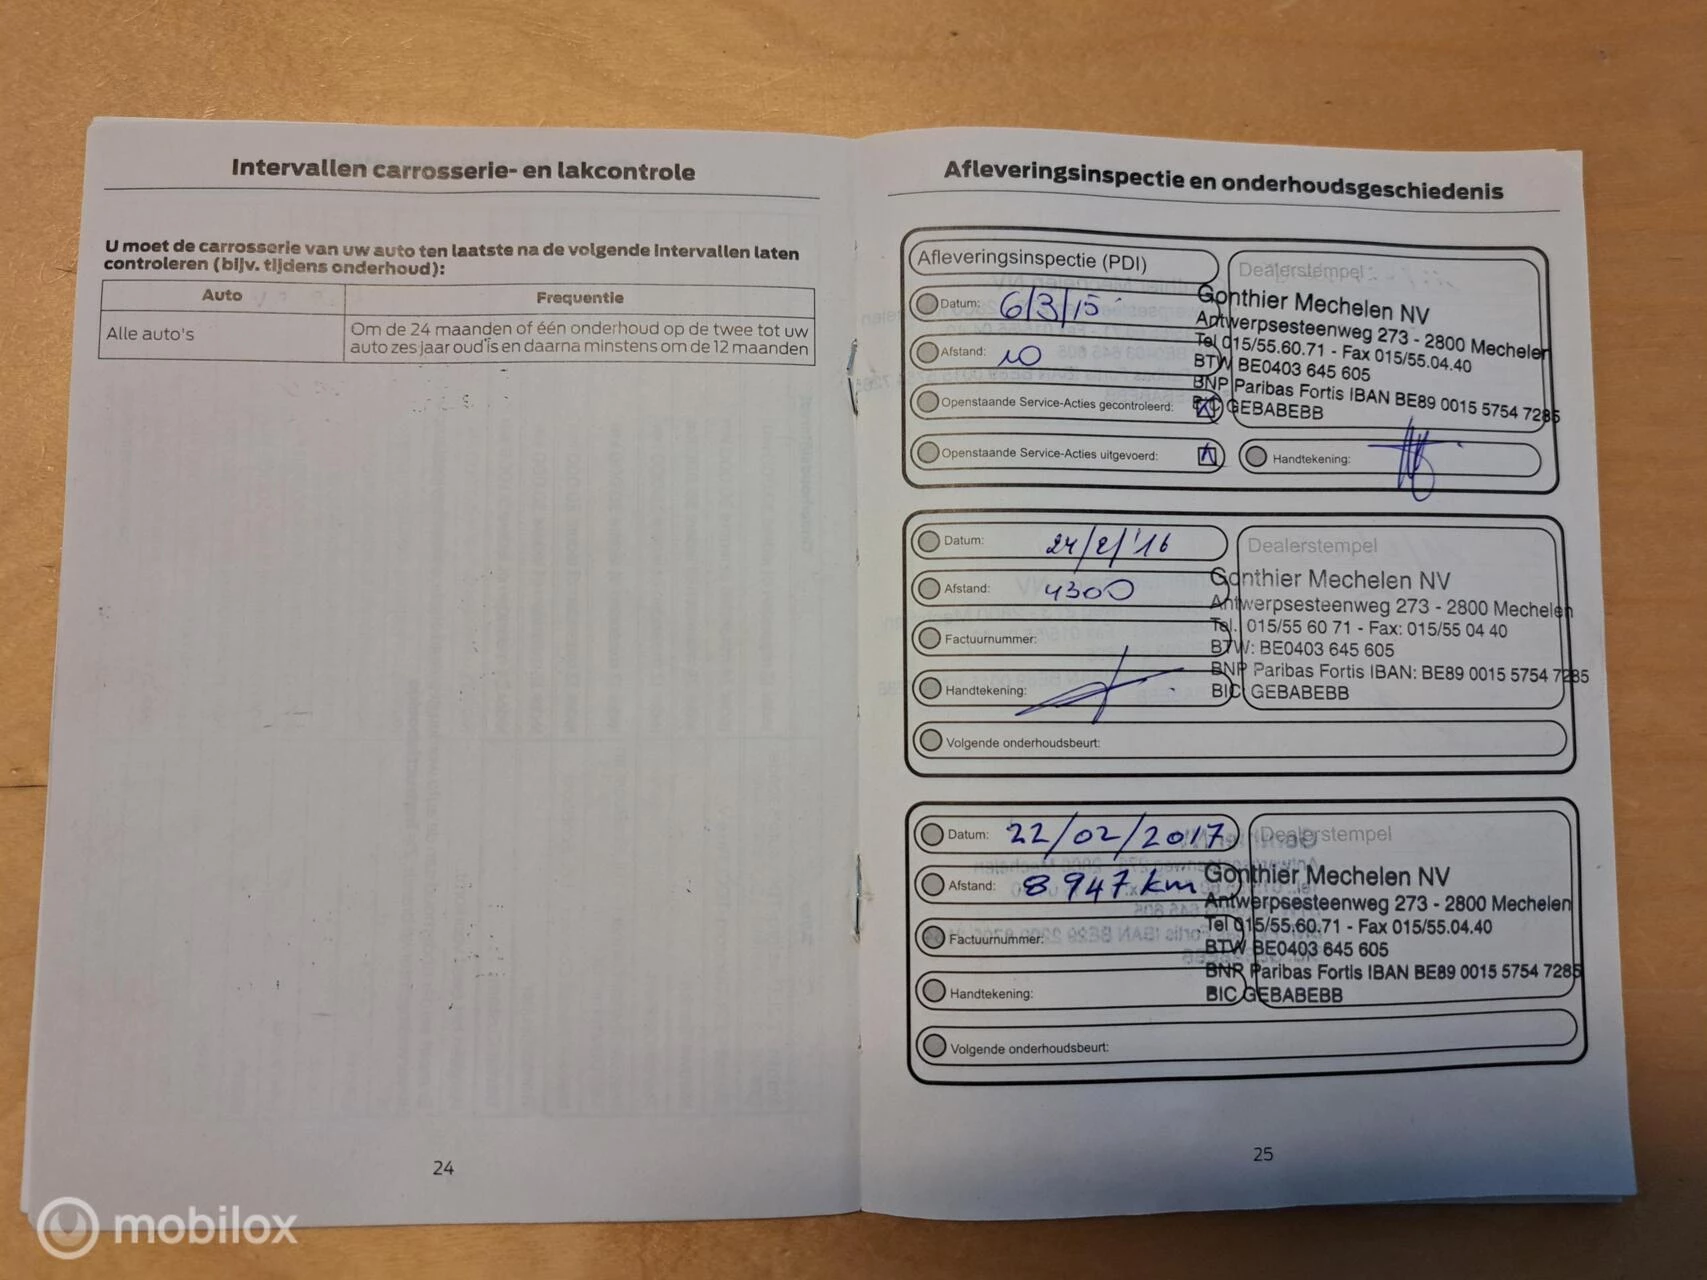 Intervallen carrosserie- en lakcontrole
U moet de carrosserie van uw auto ten laatste na de volgende intervallen laten
controleren (bijv. tijdens onderhoud):
Auto
Frequentie
Alle auto's
Om de 24 maanden of één onderhoud op de twee tot uw
auto zes jaar oud is en daarna minstens om de 12 maanden
24
Afleveringsinspectie en onderhoudsgeschiedenis
Afleveringsinspectie (PDI)
Datum: 6/3/15
Afstand: 10
Openstaande Service-Acties gecontroleerd:
Openstaande Service-Acties uitgevoerd:
Dealerstempel
Gonthier Mechelen NV
Antwerpsesteenweg 273 - 2800 Mechelen
Tel 015/55.60.71 - Fax 015/55.04.40
BTW BE0403 645 605
BNP Paribas Fortis IBAN BE89 0015 5754 7285
BIC GEBABEBB
Handtekening:
Datum: 24/2/'16
Afstand: 4300
Factuurnummer:
Handtekening:
Volgende onderhoudsbeurt:
Dealerstempel
Gonthier Mechelen NV
Antwerpsesteenweg 273 - 2800 Mechelen
Tel. 015/55 60 71 - Fax: 015/55 04 40
BTW: BE0403 645 605
BNP Paribas Fortis IBAN: BE89 0015 5754 7285
BIC GEBABEBB
Datum: 22/02/2017
Afstand: 8947 km
Factuurnummer:
Handtekening:
Volgende onderhoudsbeurt:
Dealerstempel
Gonthier Mechelen NV
Antwerpsesteenweg 273 - 2800 Mechelen
Tel 015/55.60.71 - Fax 015/55.04.40
BTW BE0403 645 605
BNP Paribas Fortis IBAN BE89 0015 5754 7285
BIC GEBABEBB
25
mobilox